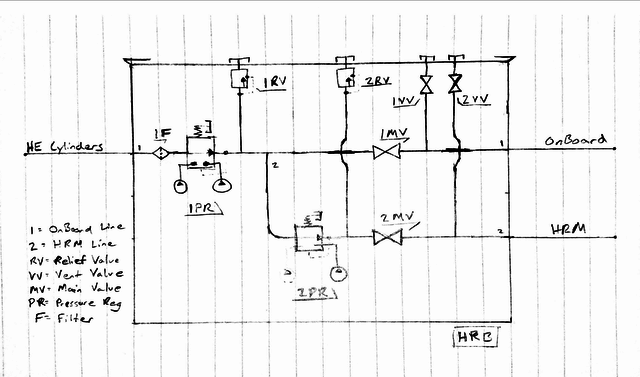 1RV
2RV
1VV
2VV
1F
1MV
OnBoard
HE Cylinders
1
1
2
1PR
2MV
HRM
2
2PR
1= OnBoard Line
2= HRM Line
RV= Relief Valve
VV= Vent Valve
MV= Main Valve
PR= Pressure Reg
F= Filter
HRB